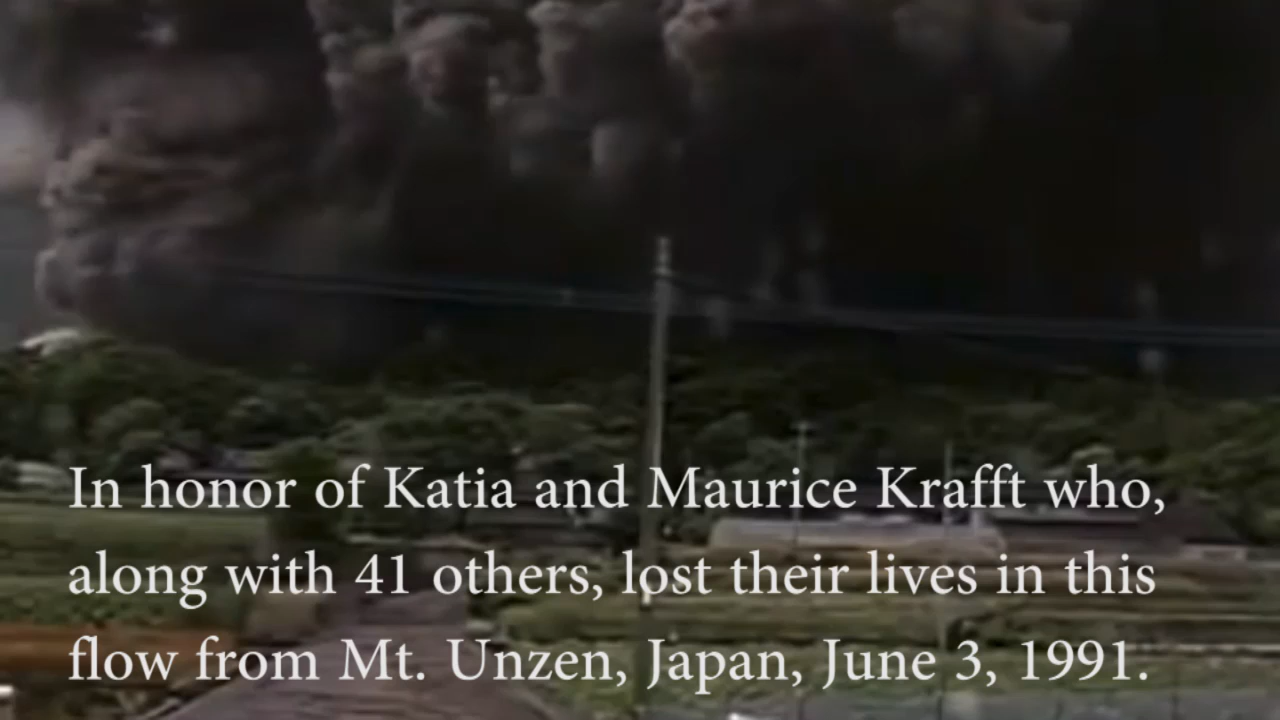 In honor of Katia and Maurice Krafft who,
along with 41 others, lost their lives in this
flow from Mt. Unzen, Japan, June 3, 1991.